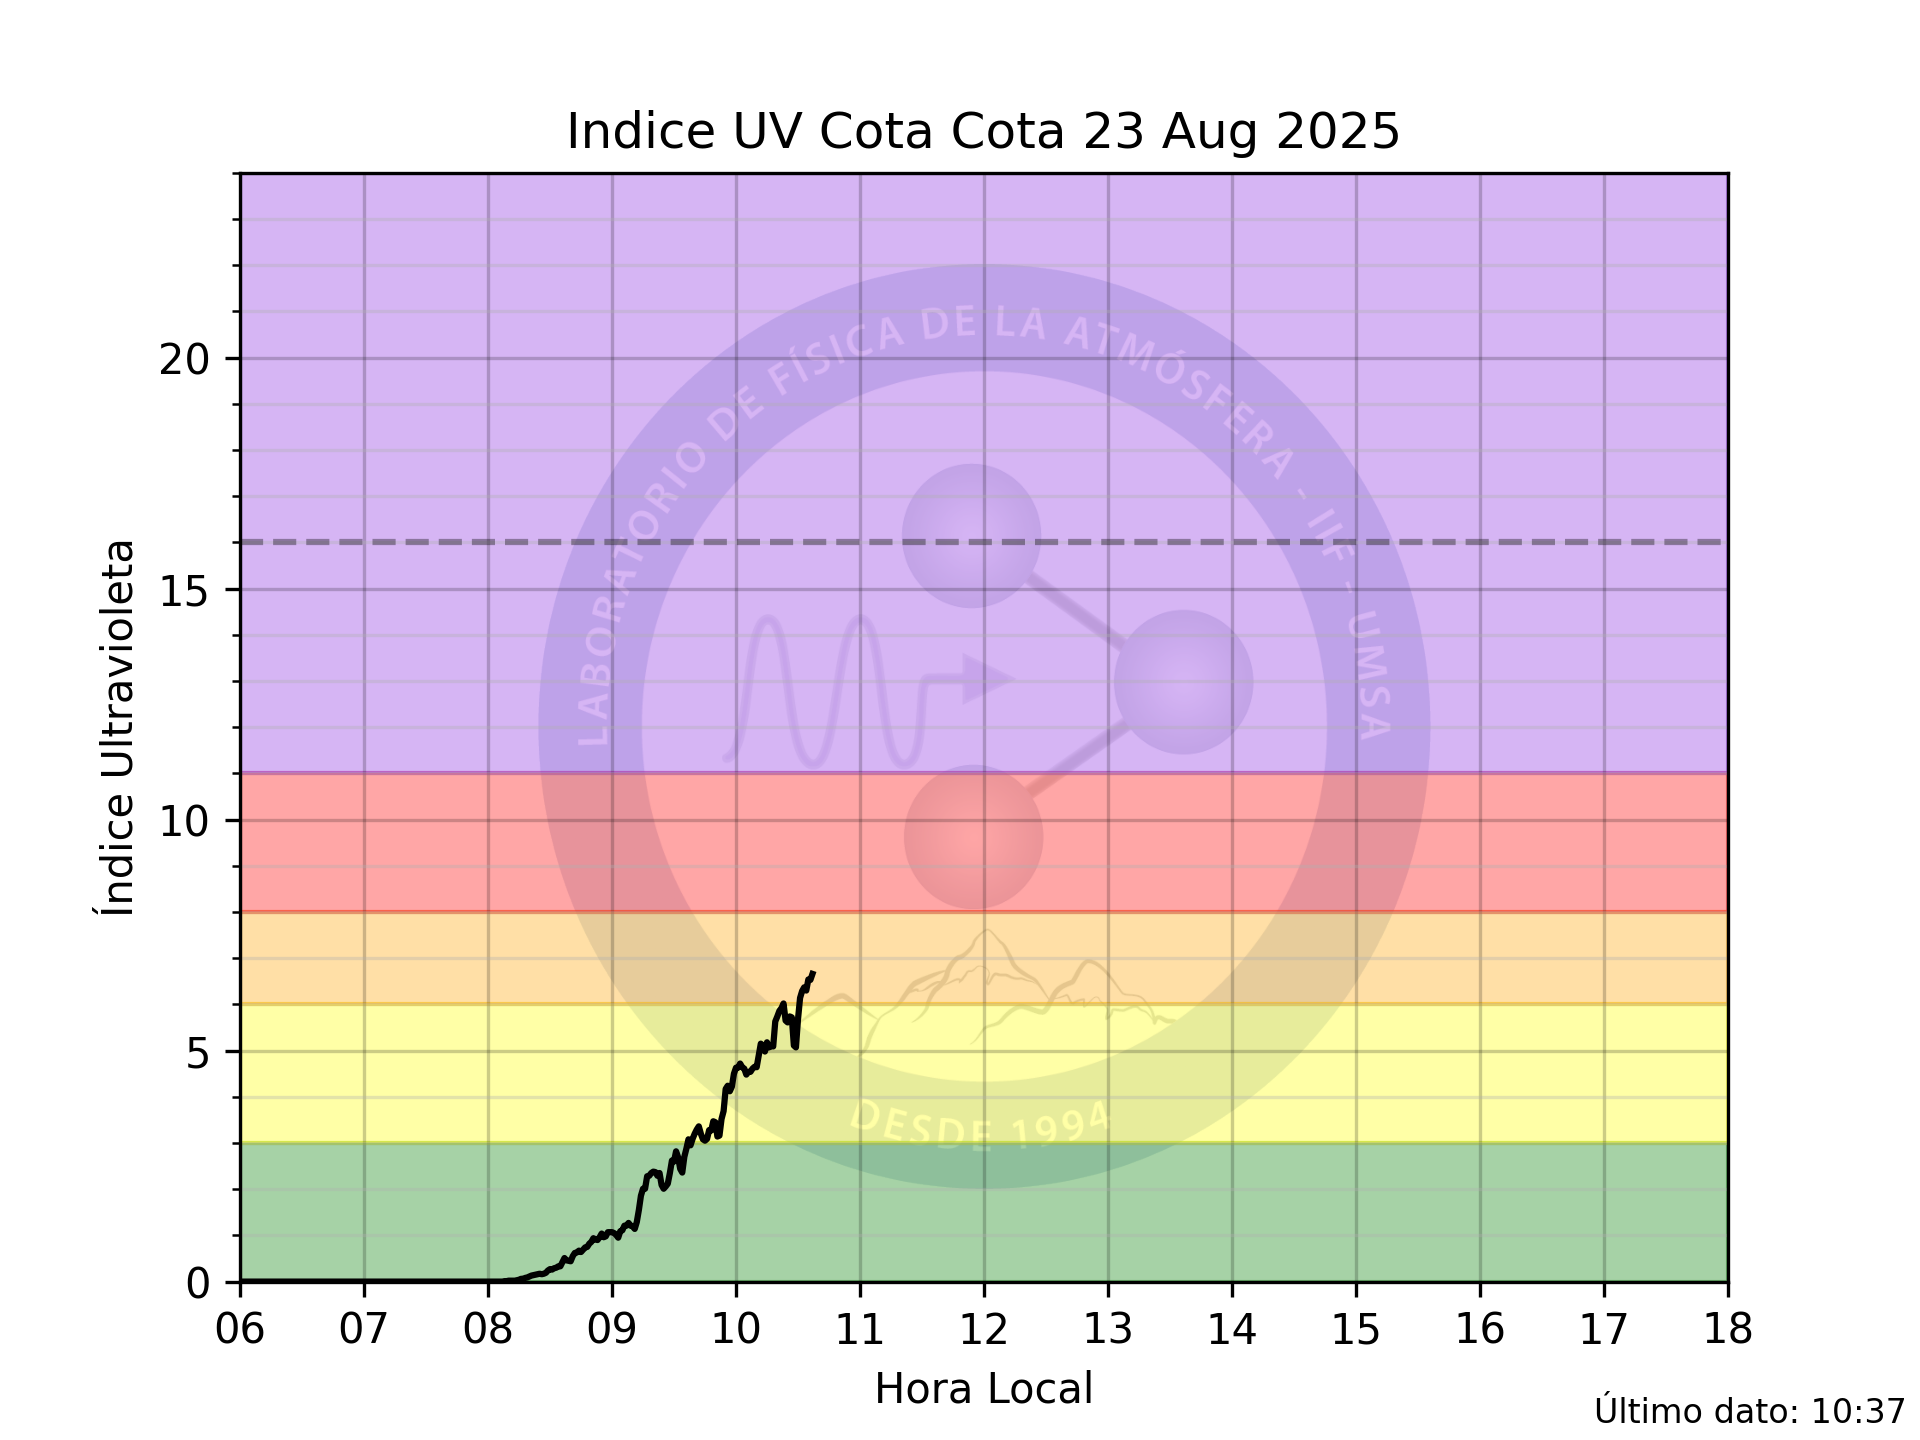 Indice UV Cota Cota 23 Aug 2025
LABORATORIO DE FÍSICA DE LA ATMÓSFERA - IIF - UMSA
20
15
10
5
0
Índice Ultravioleta
DESDE 1994
06 07 08 09 10 11 12 13 14 15 16 17 18
Hora Local
Último dato: 10:37